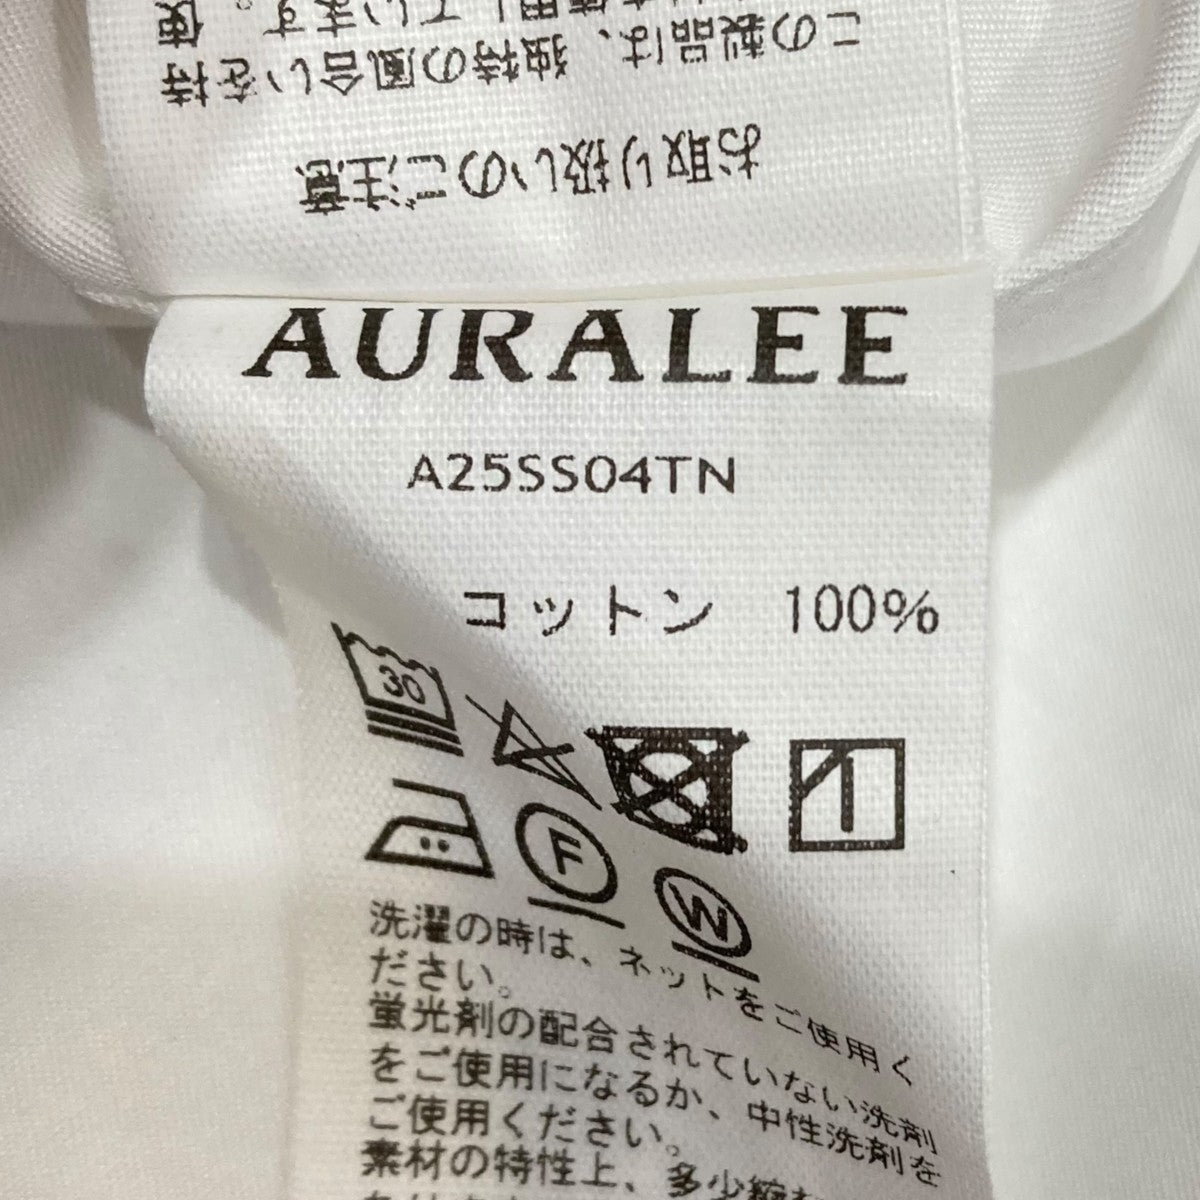 お取り扱いのご注意
この製品は、独特の風合いを持
AURALEE
A25SS04TN
コットン 100%
30
F
W
洗濯の時は、ネットをご使用く
ださい。
蛍光剤の配合されていない洗剤
をご使用になるか、中性洗剤を
ご使用ください。
素材の特性上、多少縮